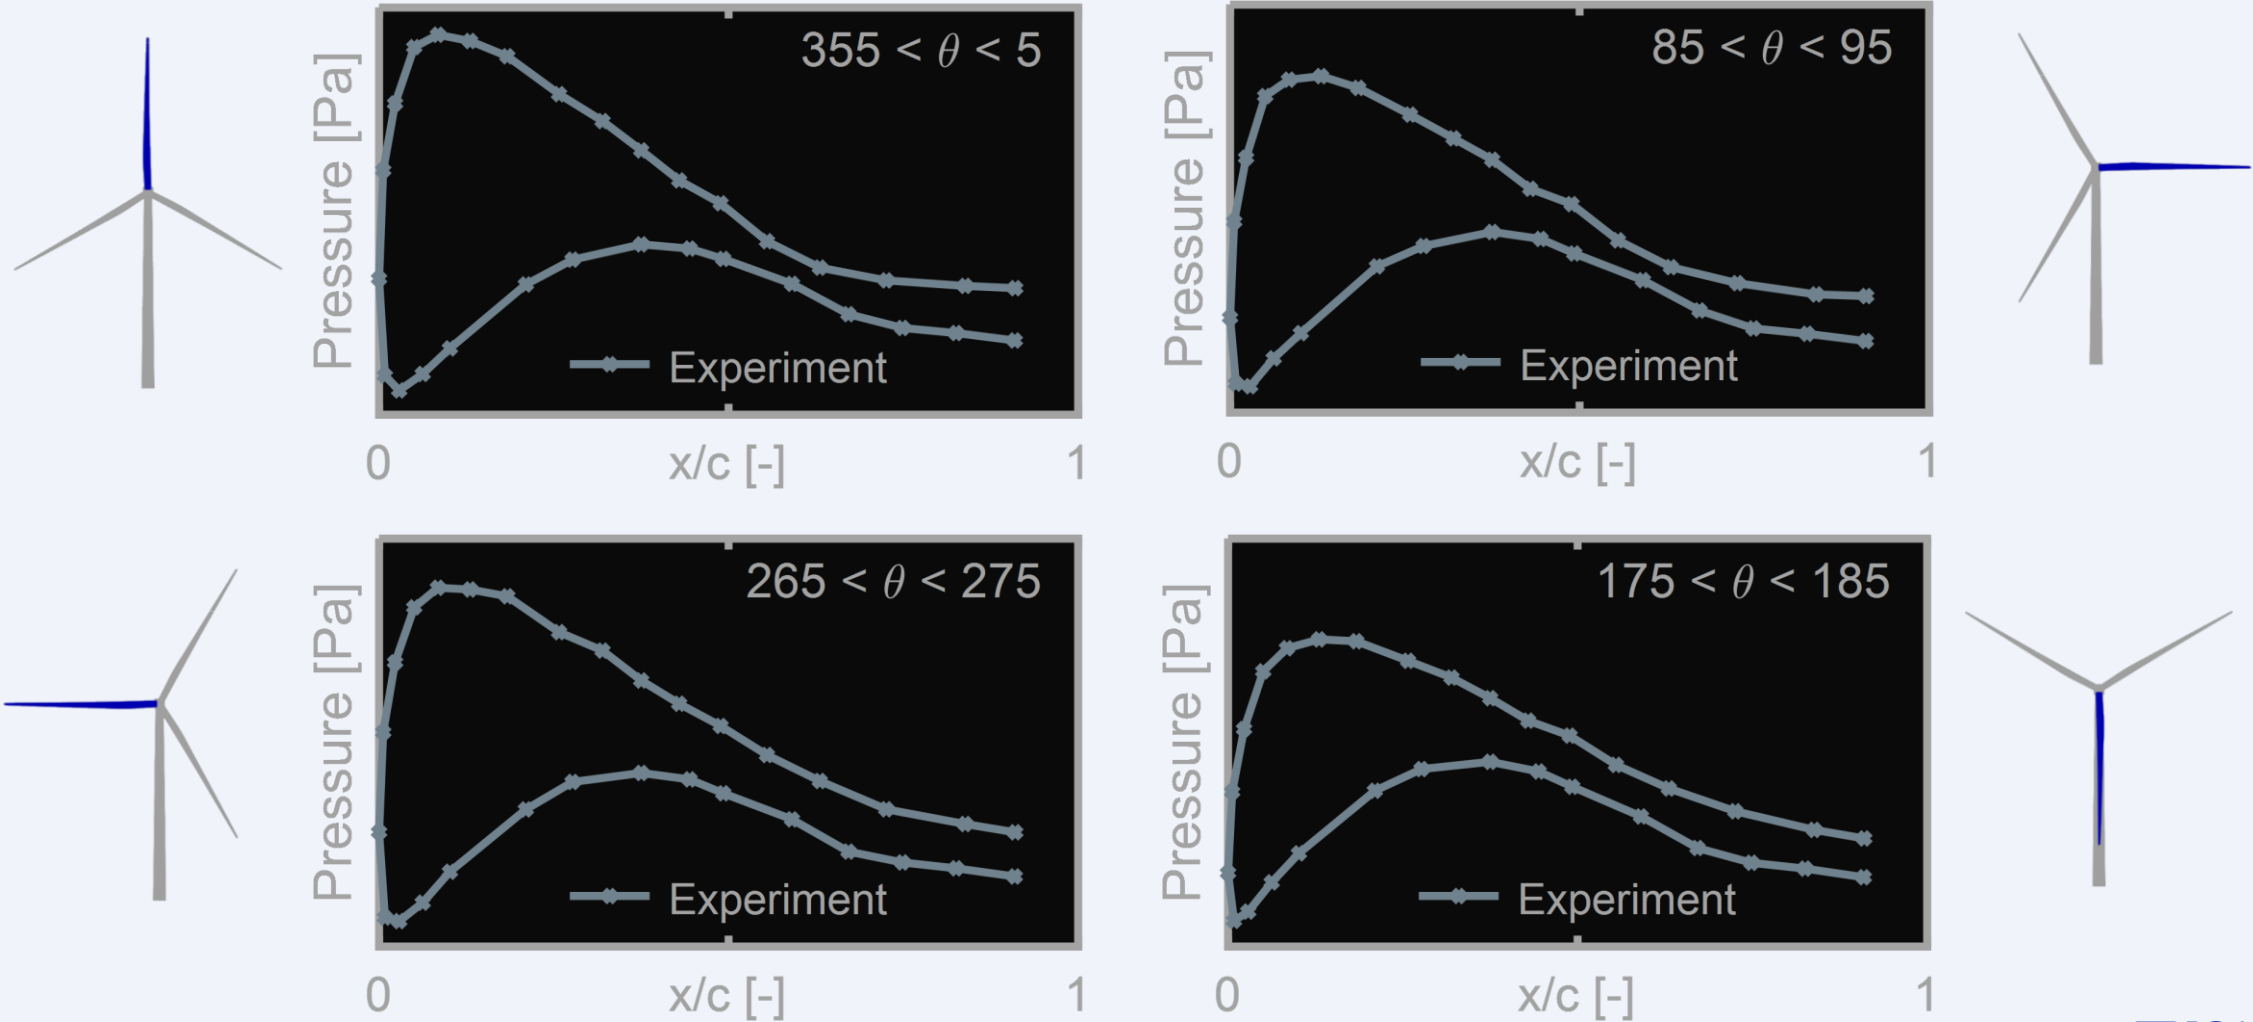 Pressure [Pa]
355 < θ < 5
Experiment
0
x/c [-]
1
Pressure [Pa]
85 < θ < 95
Experiment
0
x/c [-]
1
Pressure [Pa]
265 < θ < 275
Experiment
0
x/c [-]
1
Pressure [Pa]
175 < θ < 185
Experiment
0
x/c [-]
1